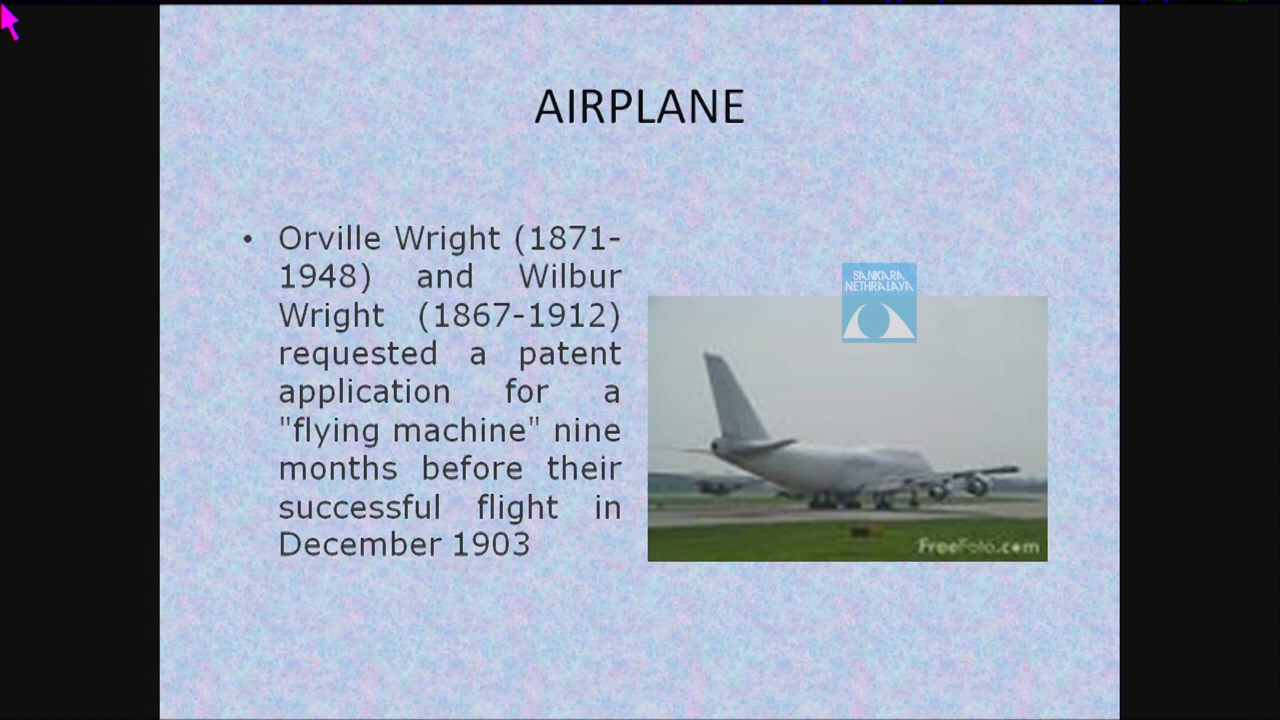 AIRPLANE
• Orville Wright (1871-
1948) and Wilbur
Wright (1867-1912)
requested a patent
application for a
"flying machine" nine
months before their
successful flight in
December 1903
SANKARA
NETHRALAYA
FreeFoto.com